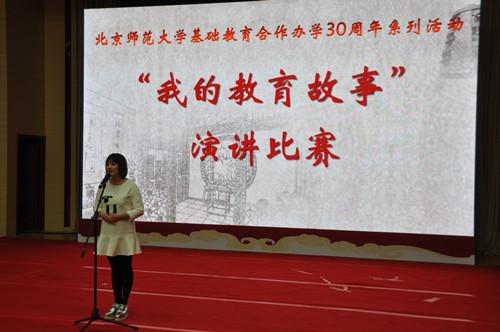 北京师范大学基础教育合作办学30周年系列活动
“我的教育故事”
演讲比赛